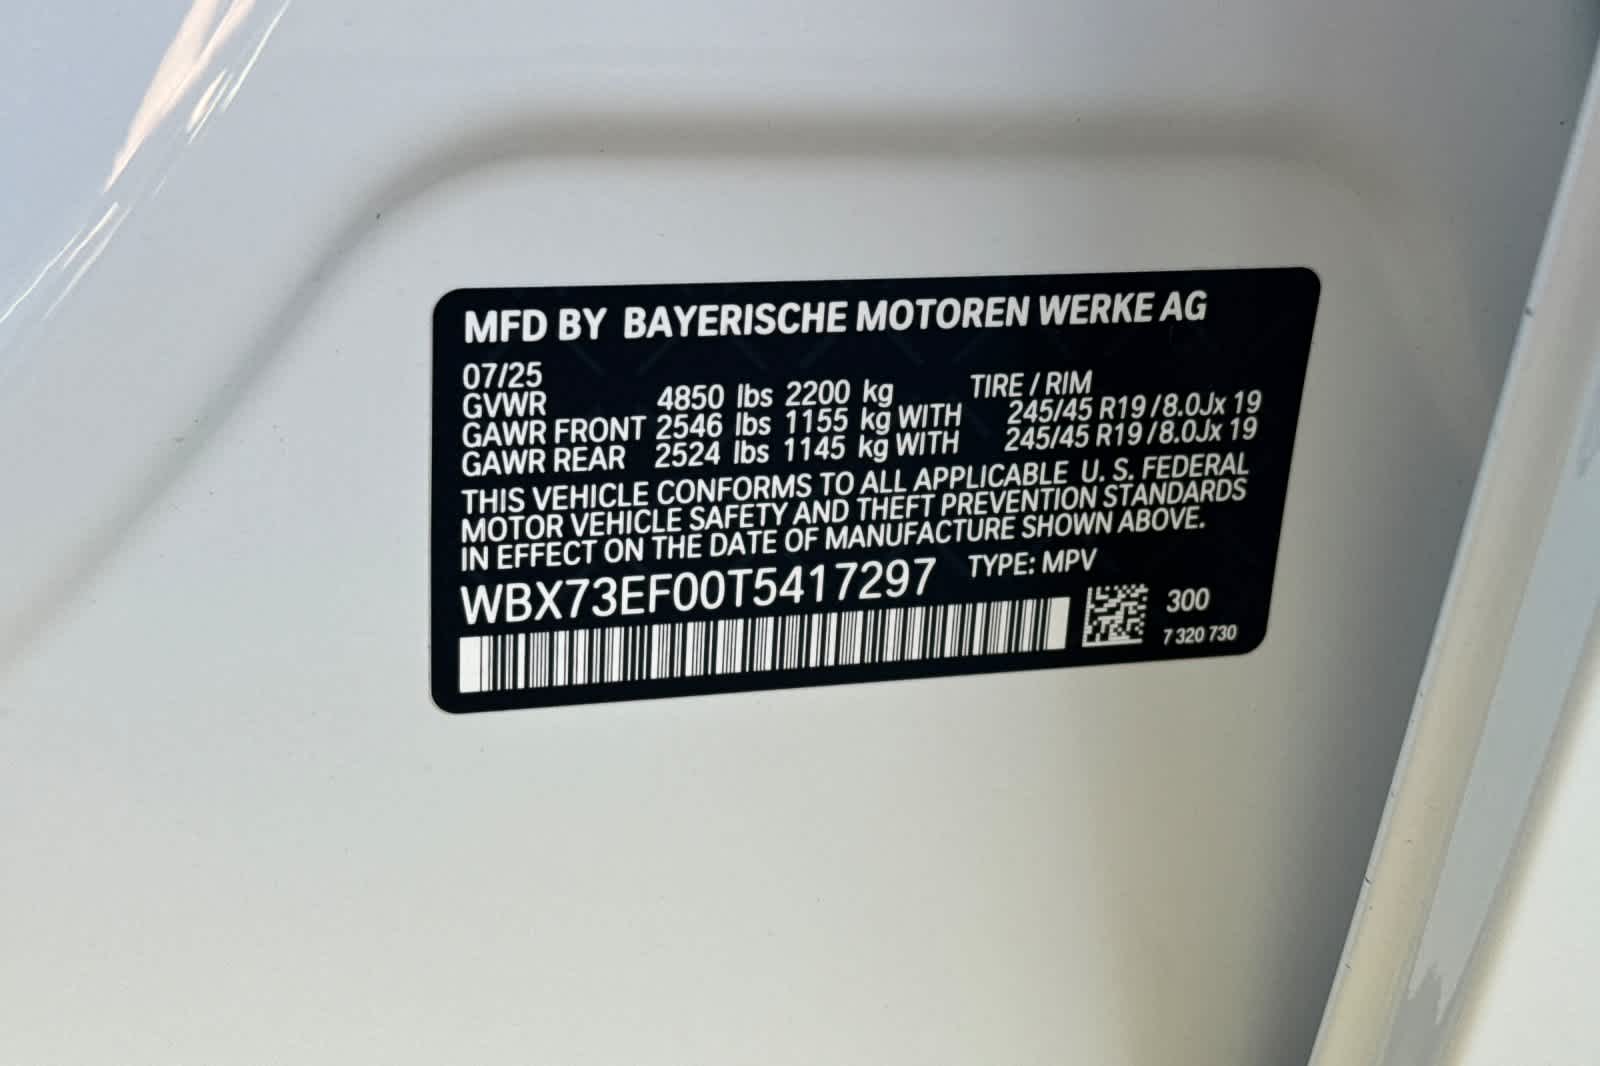 MFD BY BAYERISCHE MOTOREN WERKE AG
07/25
GVWR 4850 lbs 2200 kg TIRE / RIM
GAWR FRONT 2546 lbs 1155 kg WITH 245/45 R19 / 8.0Jx 19
GAWR REAR 2524 lbs 1145 kg WITH 245/45 R19 / 8.0Jx 19
THIS VEHICLE CONFORMS TO ALL APPLICABLE U. S. FEDERAL
MOTOR VEHICLE SAFETY AND THEFT PREVENTION STANDARDS
IN EFFECT ON THE DATE OF MANUFACTURE SHOWN ABOVE.
WBX73EF00T5417297 TYPE: MPV
300
7 320 730